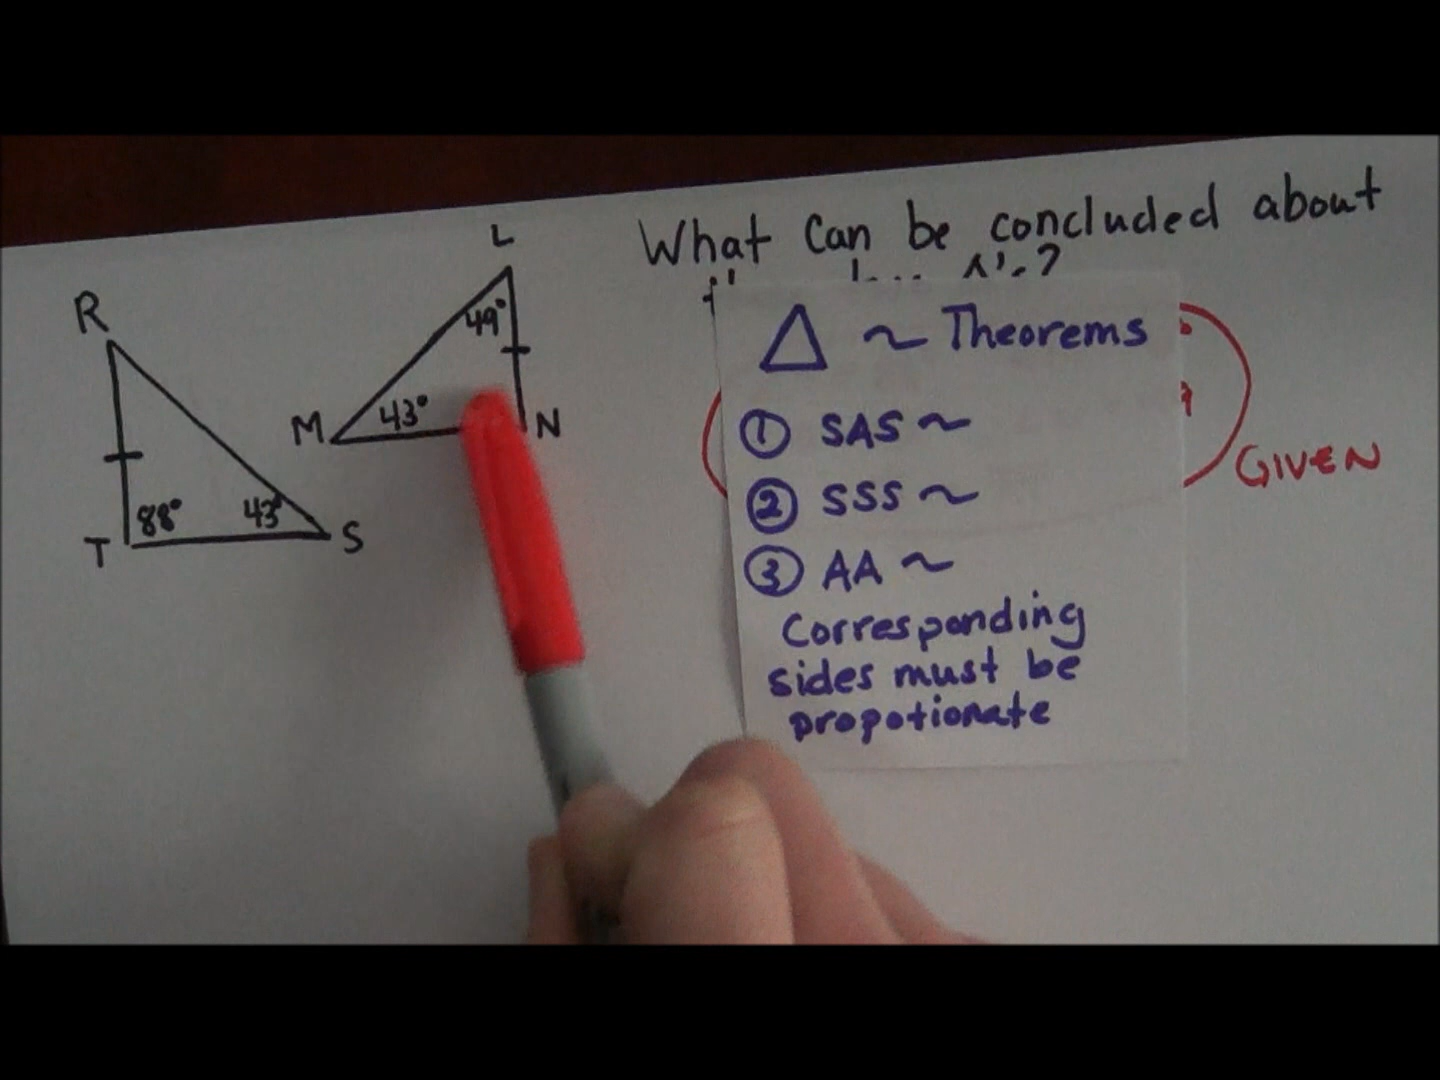 What can be concluded about
R
L
49°
43°
M
N
88°
43°
T
S
△ ~ Theorems
① SAS ~
② SSS ~
③ AA ~
Corresponding
sides must be
propotionate
GIVEN